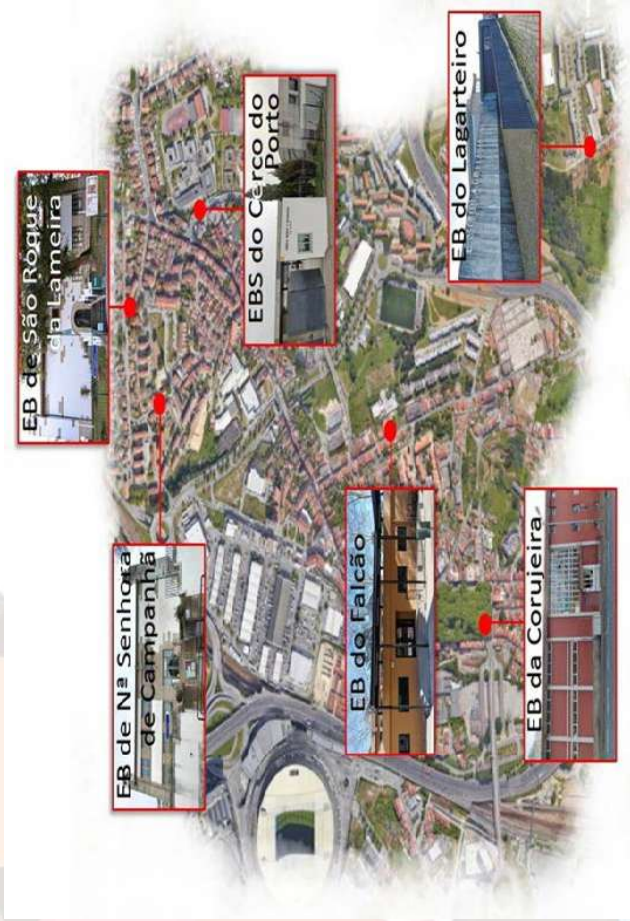 EB de São Roque
da Lameira
EBS do Cerco do
Porto
EB do Lagarteiro
EB de Nª Senhora
de Campanhã
EB do Falcão
EB da Corujeira